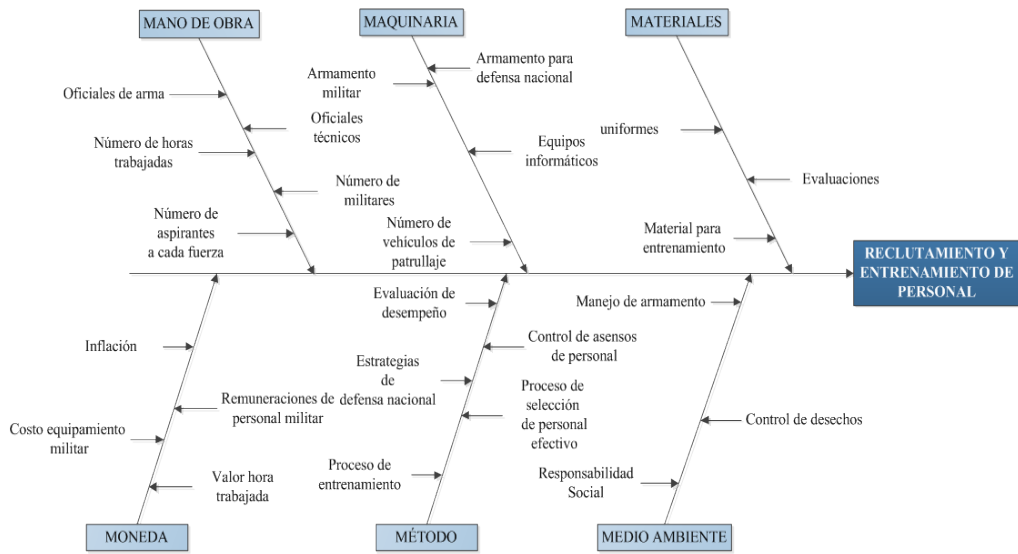 MANO DE OBRA
MAQUINARIA
MATERIALES
Oficiales de arma
Oficiales
técnicos
Número de horas
trabajadas
Número de
militares
Número de
aspirantes
a cada fuerza
Armamento para
defensa nacional
Armamento
militar
Equipos
informáticos
Número de
vehículos de
patrullaje
uniformes
Evaluaciones
Material para
entrenamiento
RECLUTAMIENTO Y
ENTRENAMIENTO DE
PERSONAL
Inflación
Remuneraciones de
personal militar
Costo equipamiento
militar
Valor hora
trabajada
Evaluación de
desempeño
Control de asensos
de personal
Estrategias
de
defensa nacional
Proceso de
selección
de personal
efectivo
Proceso de
entrenamiento
Manejo de armamento
Control de desechos
Responsabilidad
Social
MONEDA
MÉTODO
MEDIO AMBIENTE